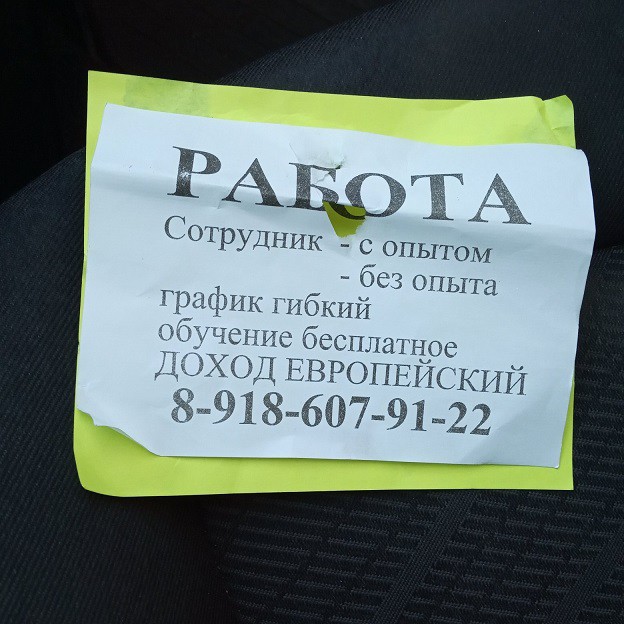 РАБОТА
Сотрудник - с опытом
- без опыта
график гибкий
обучение бесплатное
ДОХОД ЕВРОПЕЙСКИЙ
8-918-607-91-22